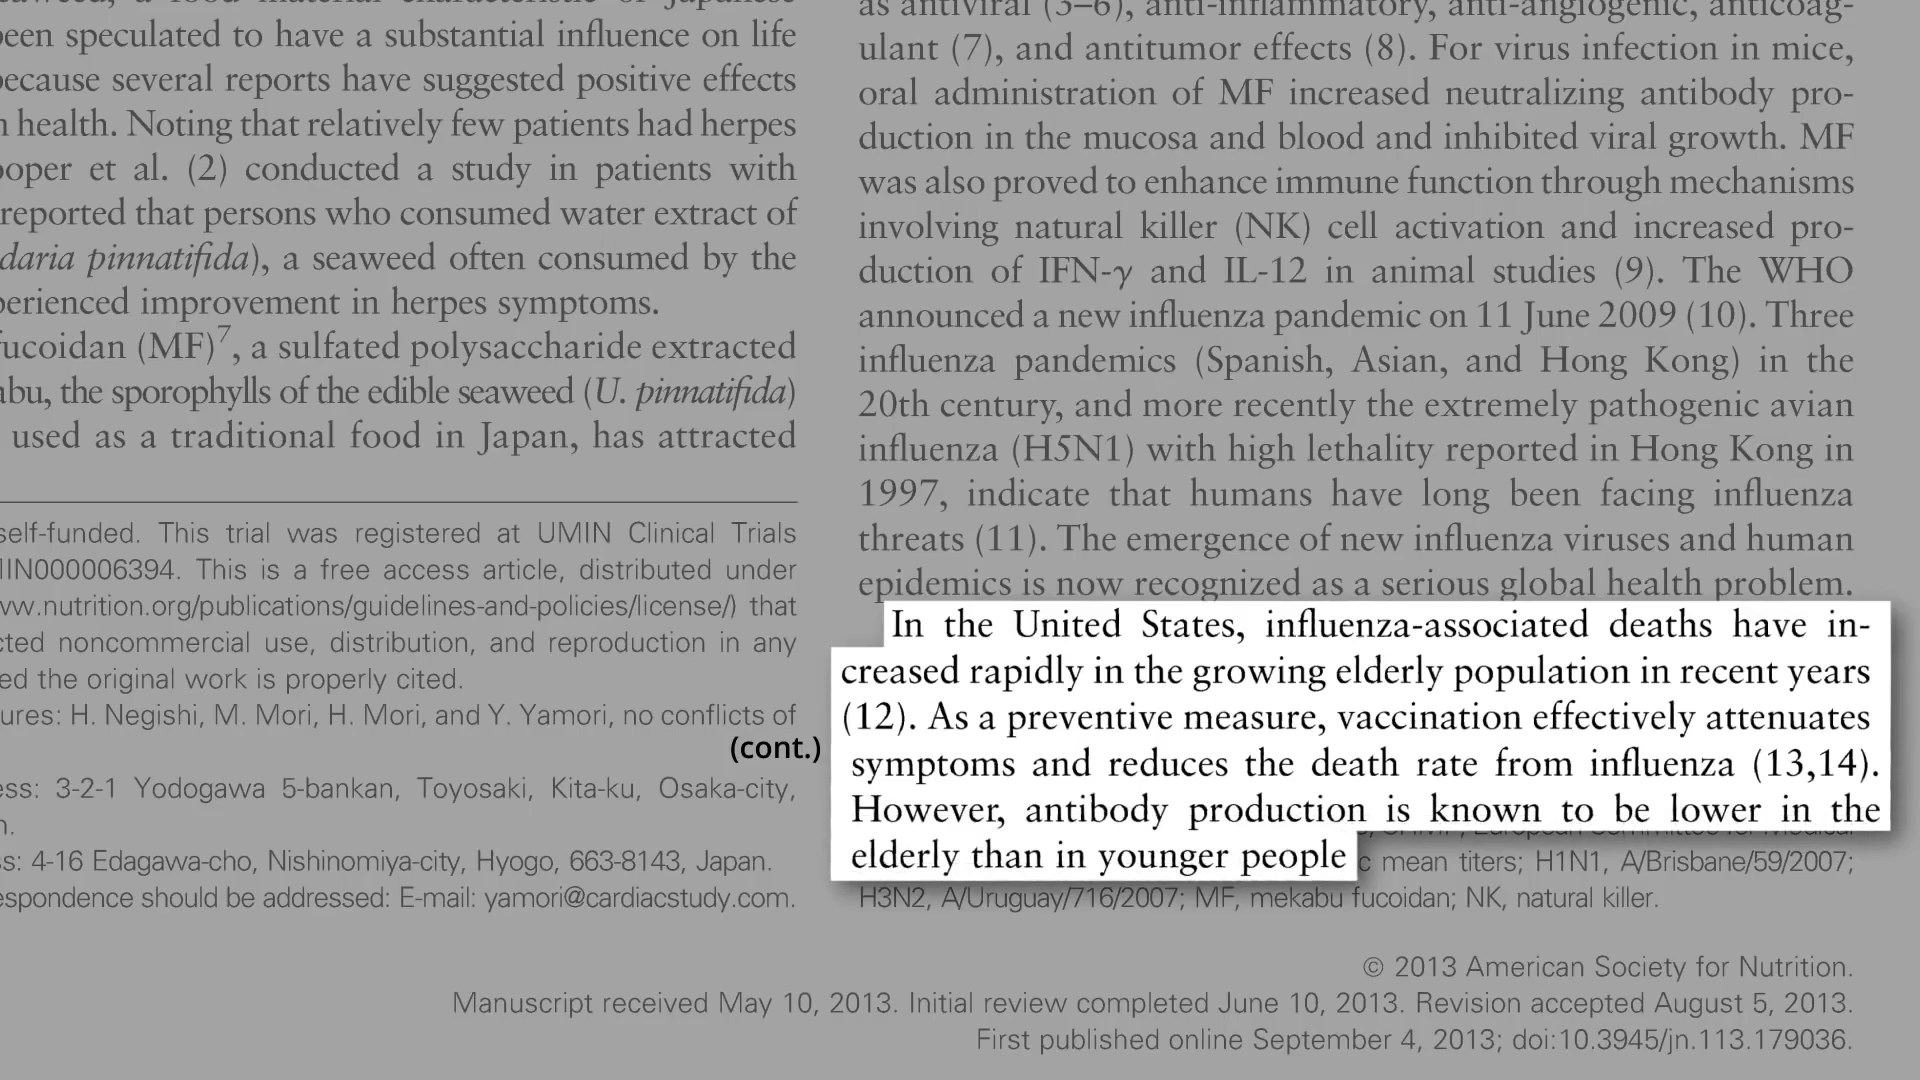 been speculated to have a substantial influence on life
because several reports have suggested positive effects
health. Noting that relatively few patients had herpes
et al. (2) conducted a study in patients with
reported that persons who consumed water extract of
pinnatifida), a seaweed often consumed by the
improvement in herpes symptoms.
fucoidan (MF)7, a sulfated polysaccharide extracted
the sporophylls of the edible seaweed (U. pinnatifida)
used as a traditional food in Japan, has attracted
self-funded. This trial was registered at UMIN Clinical Trials
IIN000006394. This is a free access article, distributed under
ww.nutrition.org/publications/guidelines-and-policies/license/) that
cted noncommercial use, distribution, and reproduction in any
ed the original work is properly cited.
ures: H. Negishi, M. Mori, H. Mori, and Y. Yamori, no conflicts of
ess: 3-2-1 Yodogawa 5-bankan, Toyosaki, Kita-ku, Osaka-city,
n.
ss: 4-16 Edagawa-cho, Nishinomiya-city, Hyogo, 663-8143, Japan.
espondence should be addressed: E-mail: yamori@cardiacstudy.com.
as antiviral (3–6), anti-inflammatory, anti-angiogenic, anticoag-
ulant (7), and antitumor effects (8). For virus infection in mice,
oral administration of MF increased neutralizing antibody pro-
duction in the mucosa and blood and inhibited viral growth. MF
was also proved to enhance immune function through mechanisms
involving natural killer (NK) cell activation and increased pro-
duction of IFN-γ and IL-12 in animal studies (9). The WHO
announced a new influenza pandemic on 11 June 2009 (10). Three
influenza pandemics (Spanish, Asian, and Hong Kong) in the
20th century, and more recently the extremely pathogenic avian
influenza (H5N1) with high lethality reported in Hong Kong in
1997, indicate that humans have long been facing influenza
threats (11). The emergence of new influenza viruses and human
epidemics is now recognized as a serious global health problem.
In the United States, influenza-associated deaths have in-
creased rapidly in the growing elderly population in recent years
(12). As a preventive measure, vaccination effectively attenuates
(cont.)
symptoms and reduces the death rate from influenza (13,14).
However, antibody production is known to be lower in the
elderly than in younger people
c mean titers; H1N1, A/Brisbane/59/2007;
H3N2, A/Uruguay/716/2007; MF, mekabu fucoidan; NK, natural killer.
© 2013 American Society for Nutrition.
Manuscript received May 10, 2013. Initial review completed June 10, 2013. Revision accepted August 5, 2013.
First published online September 4, 2013; doi:10.3945/jn.113.179036.